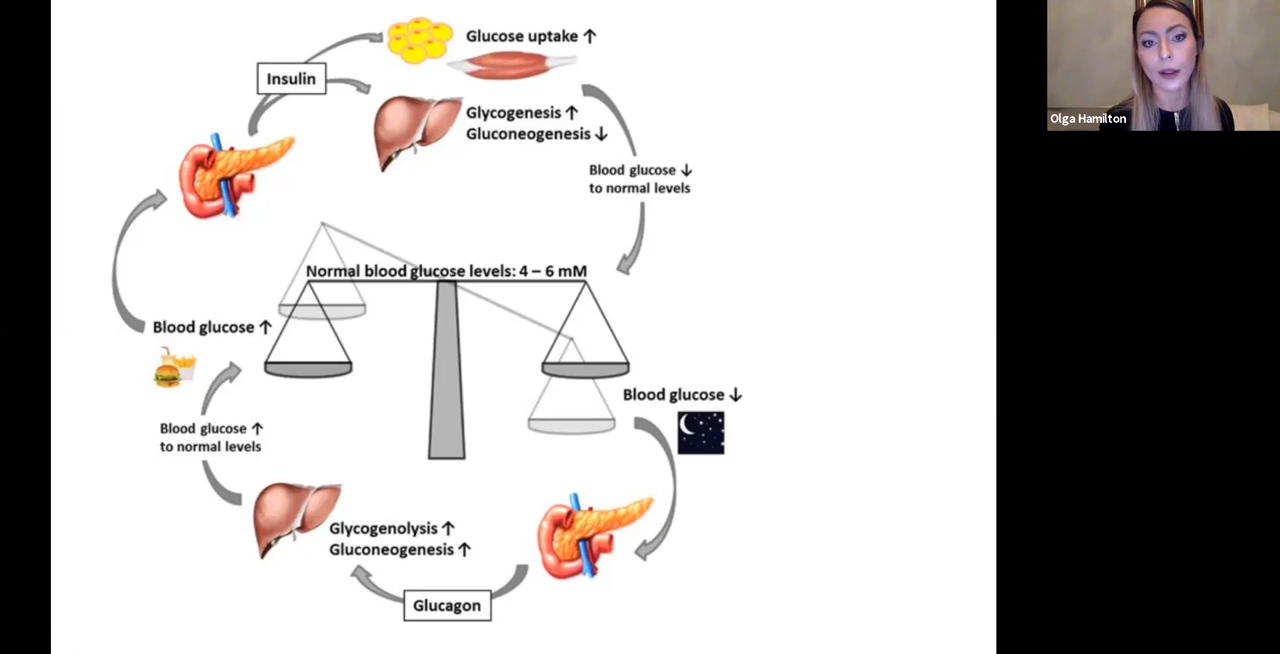 Glucose uptake ↑
Insulin
Glycogenesis ↑
Gluconeogenesis ↓
Blood glucose ↓
to normal levels
Normal blood glucose levels: 4 – 6 mM
Blood glucose ↑
Blood glucose ↓
Blood glucose ↑
to normal levels
Glycogenolysis ↑
Gluconeogenesis ↑
Glucagon
Olga Hamilton